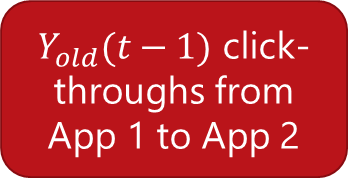 Y_old(t − 1) click-
throughs from
App 1 to App 2